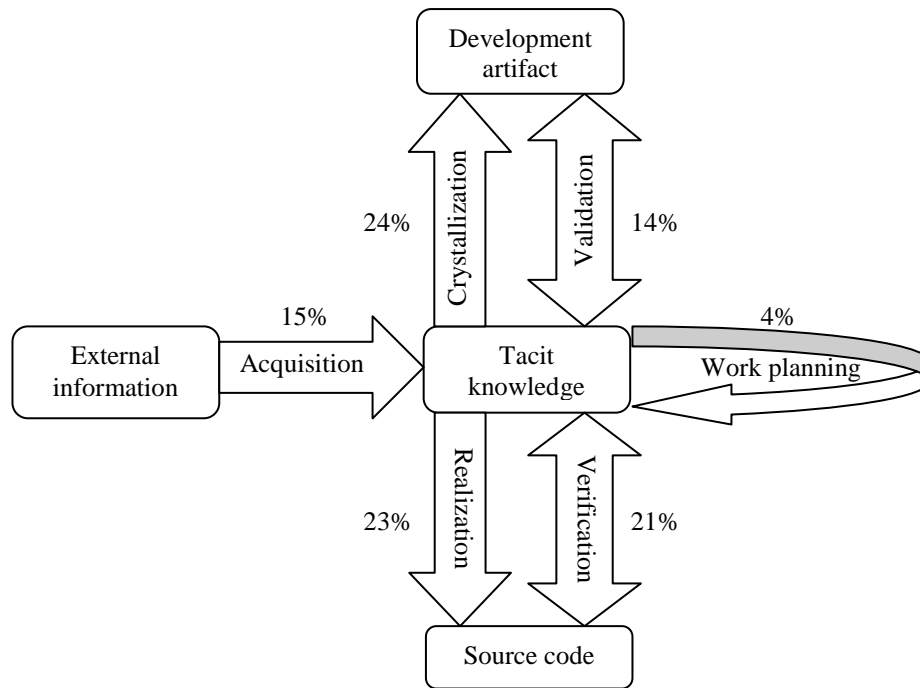 Development
artifact
Crystallization
Validation
24%
14%
15%
4%
External
information
Acquisition
Tacit
knowledge
Work planning
Realization
Verification
23%
21%
Source code